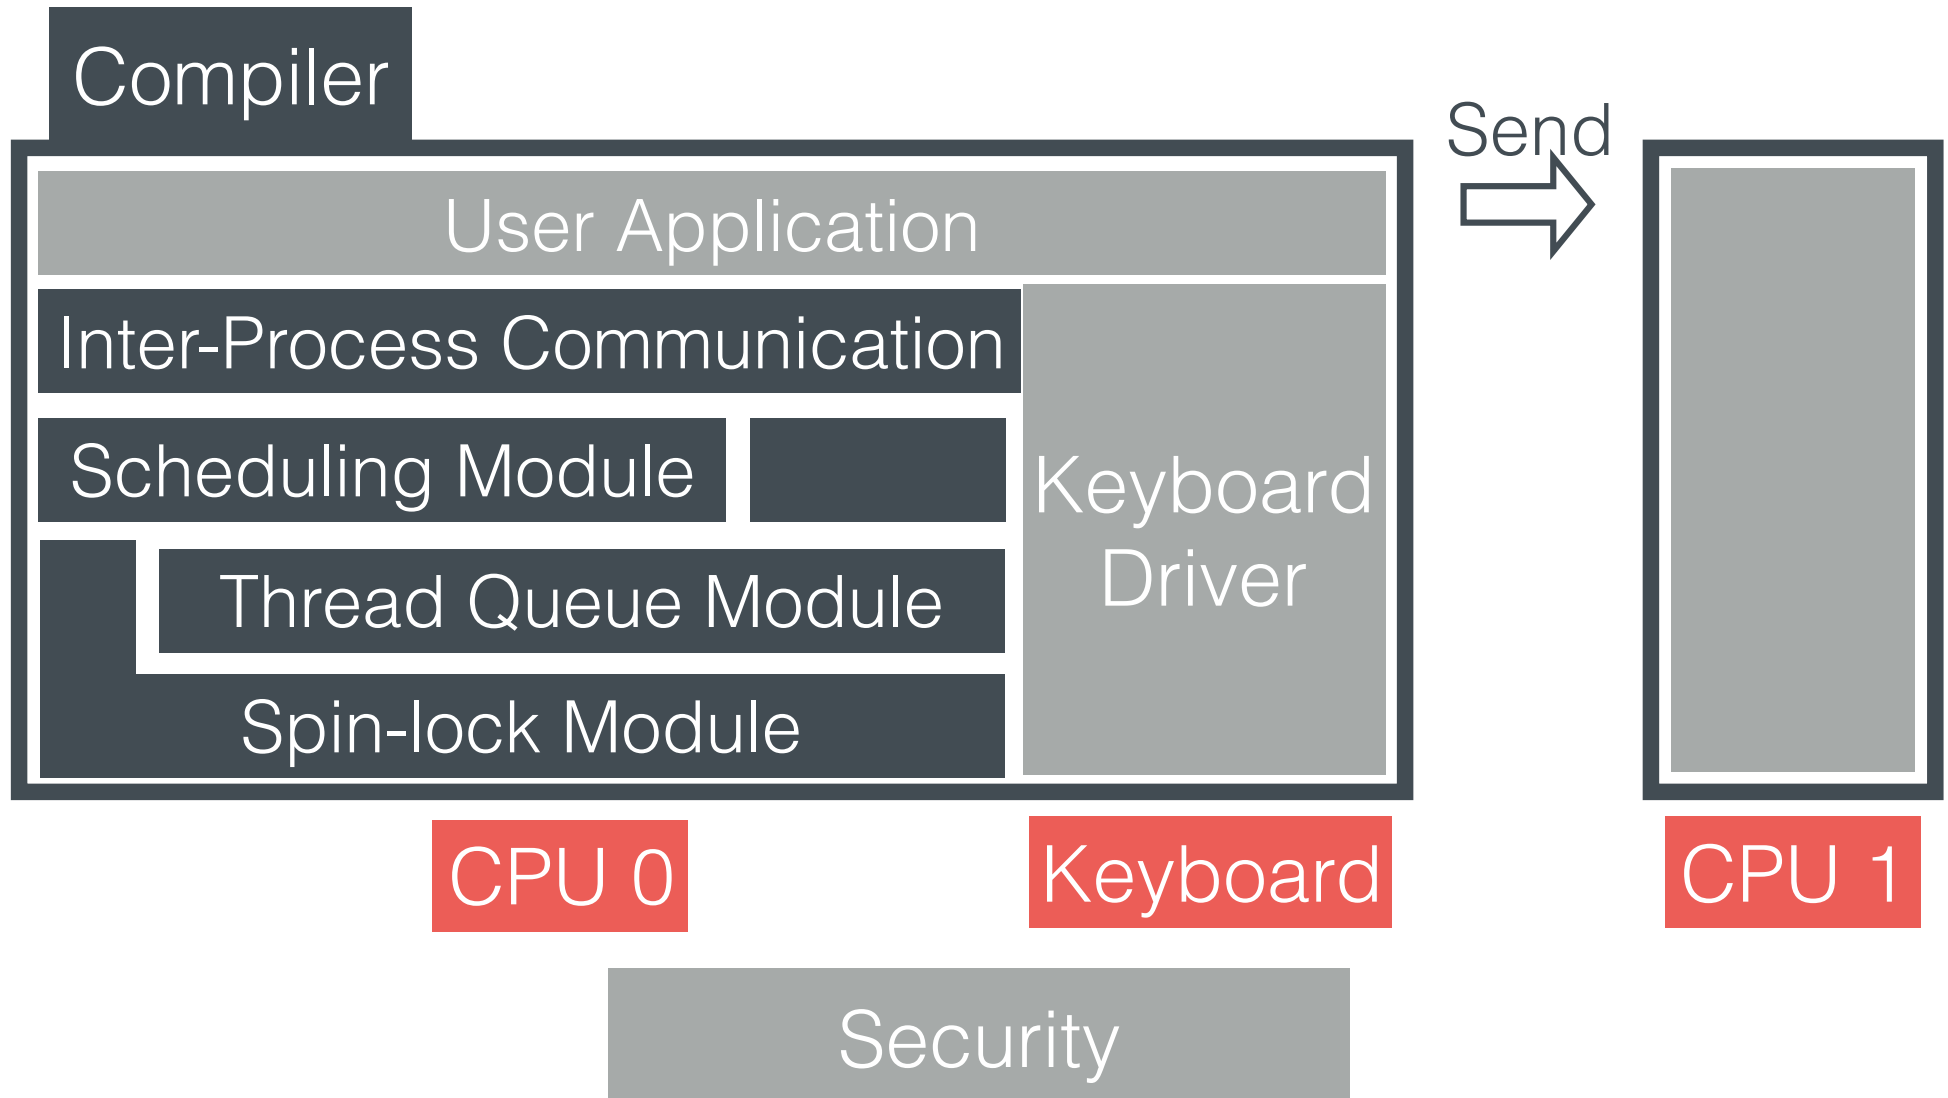 Compiler
Send
User Application
Inter-Process Communication
Scheduling Module
Keyboard
Driver
Thread Queue Module
Spin-lock Module
CPU 0
Keyboard
CPU 1
Security